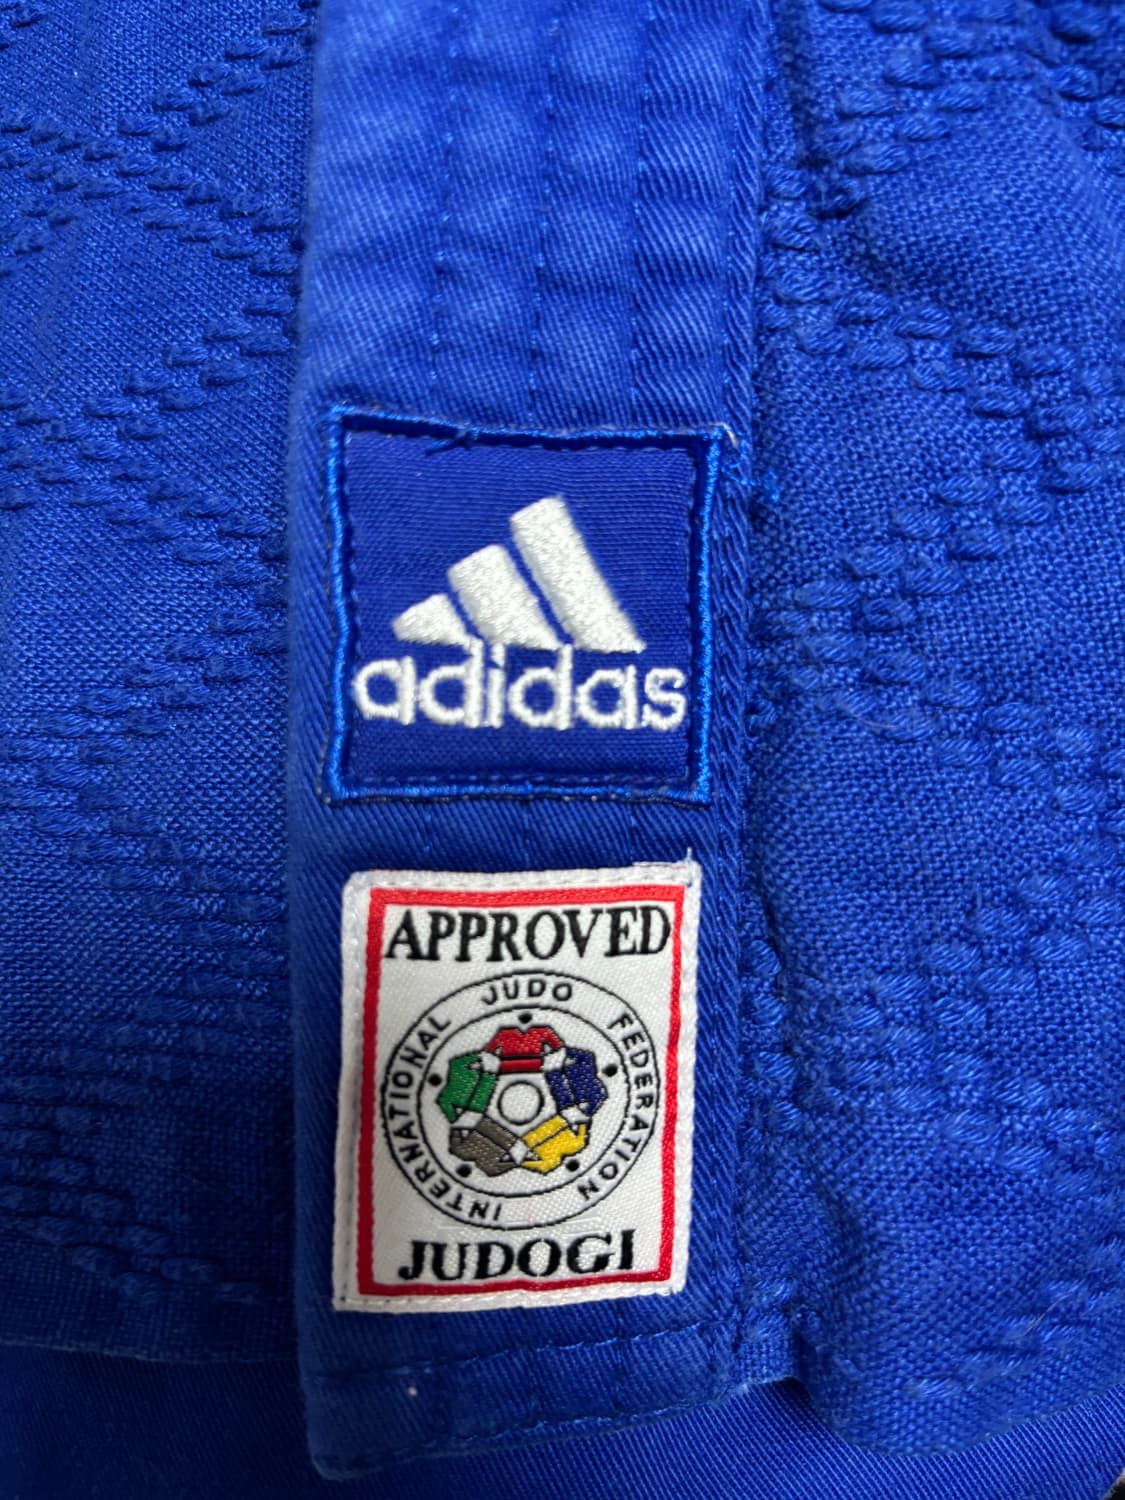 adidas
APPROVED
INTERNATIONAL JUDO FEDERATION
JUDOGI